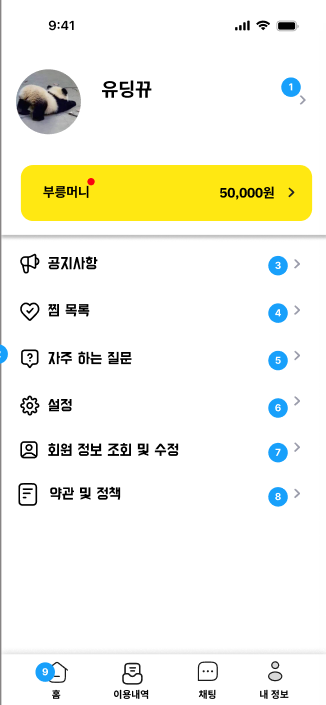 9:41
유딩뀨
1
부릉머니
50,000원
공지사항
3
찜 목록
4
자주 하는 질문
5
설정
6
회원 정보 조회 및 수정
7
약관 및 정책
8
9
홈
이용내역
채팅
내 정보